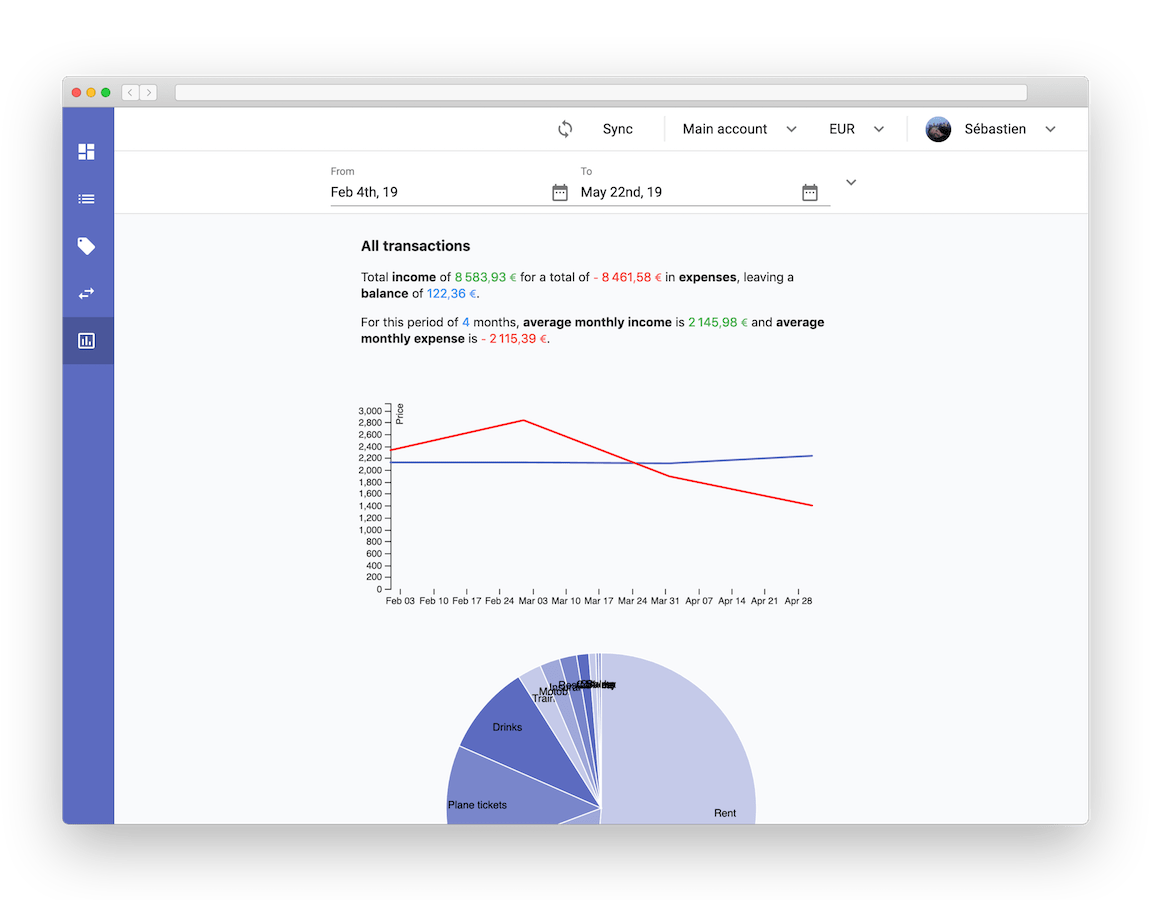 Sync Main account EUR Sébastien
From To
Feb 4th, 19 May 22nd, 19
All transactions
Total income of 8 583,93 € for a total of - 8 461,58 € in expenses, leaving a
balance of 122,36 €.
For this period of 4 months, average monthly income is 2 145,98 € and average
monthly expense is - 2 115,39 €.
Price
3,000
2,800
2,600
2,400
2,200
2,000
1,800
1,600
1,400
1,200
1,000
800
600
400
200
0
Feb 03 Feb 10 Feb 17 Feb 24 Mar 03 Mar 10 Mar 17 Mar 24 Mar 31 Apr 07 Apr 14 Apr 21 Apr 28
Drinks
Plane tickets
Rent